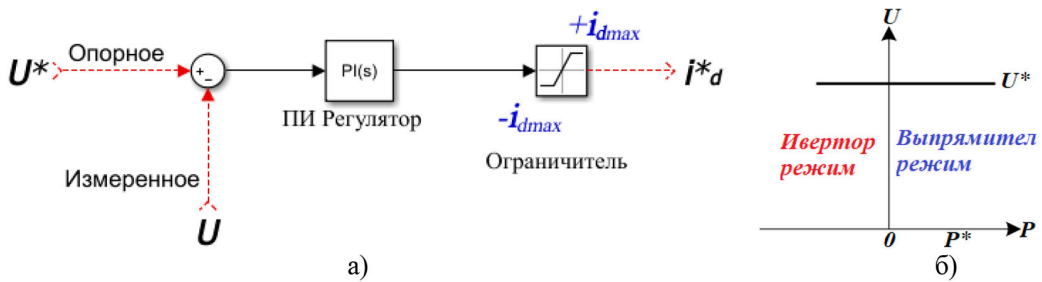 Опорное
U*
+
-
PI(s)
ПИ Регулятор
+i_dmax
-i_dmax
i*_d
Ограничитель
Измеренное
U
а)
U
U*
Ивертор
режим
Выпрямител
режим
0
P*
P
б)